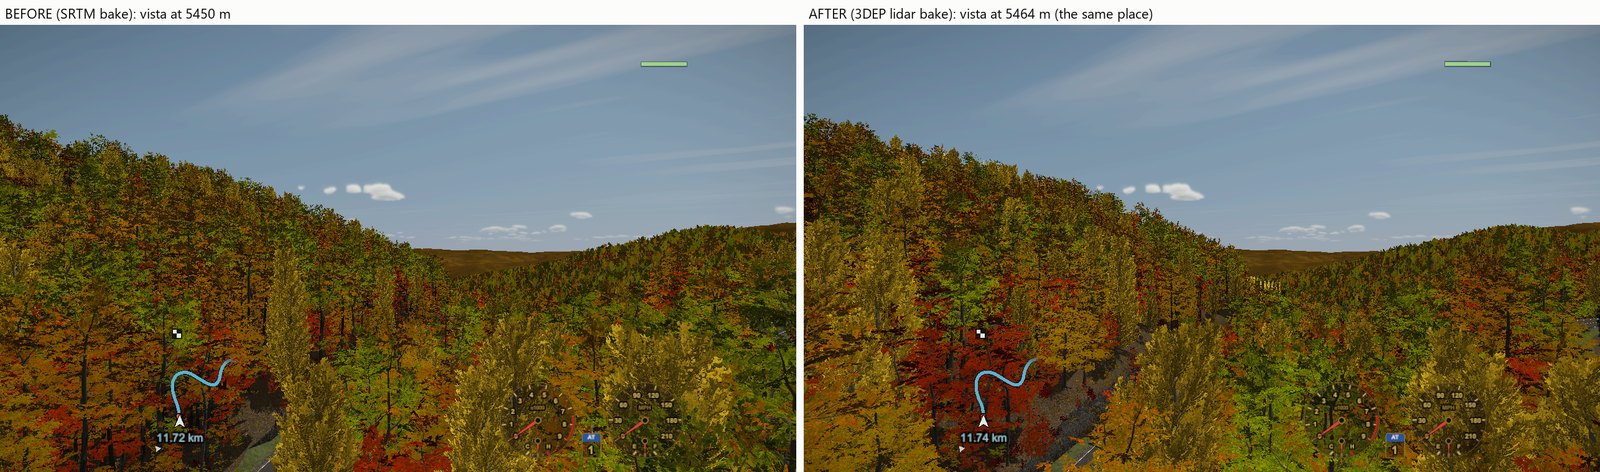 BEFORE (SRTM bake): vista at 5450 m
AFTER (3DEP lidar bake): vista at 5464 m (the same place)
11.72 km
AT
1
11.74 km
AT
1